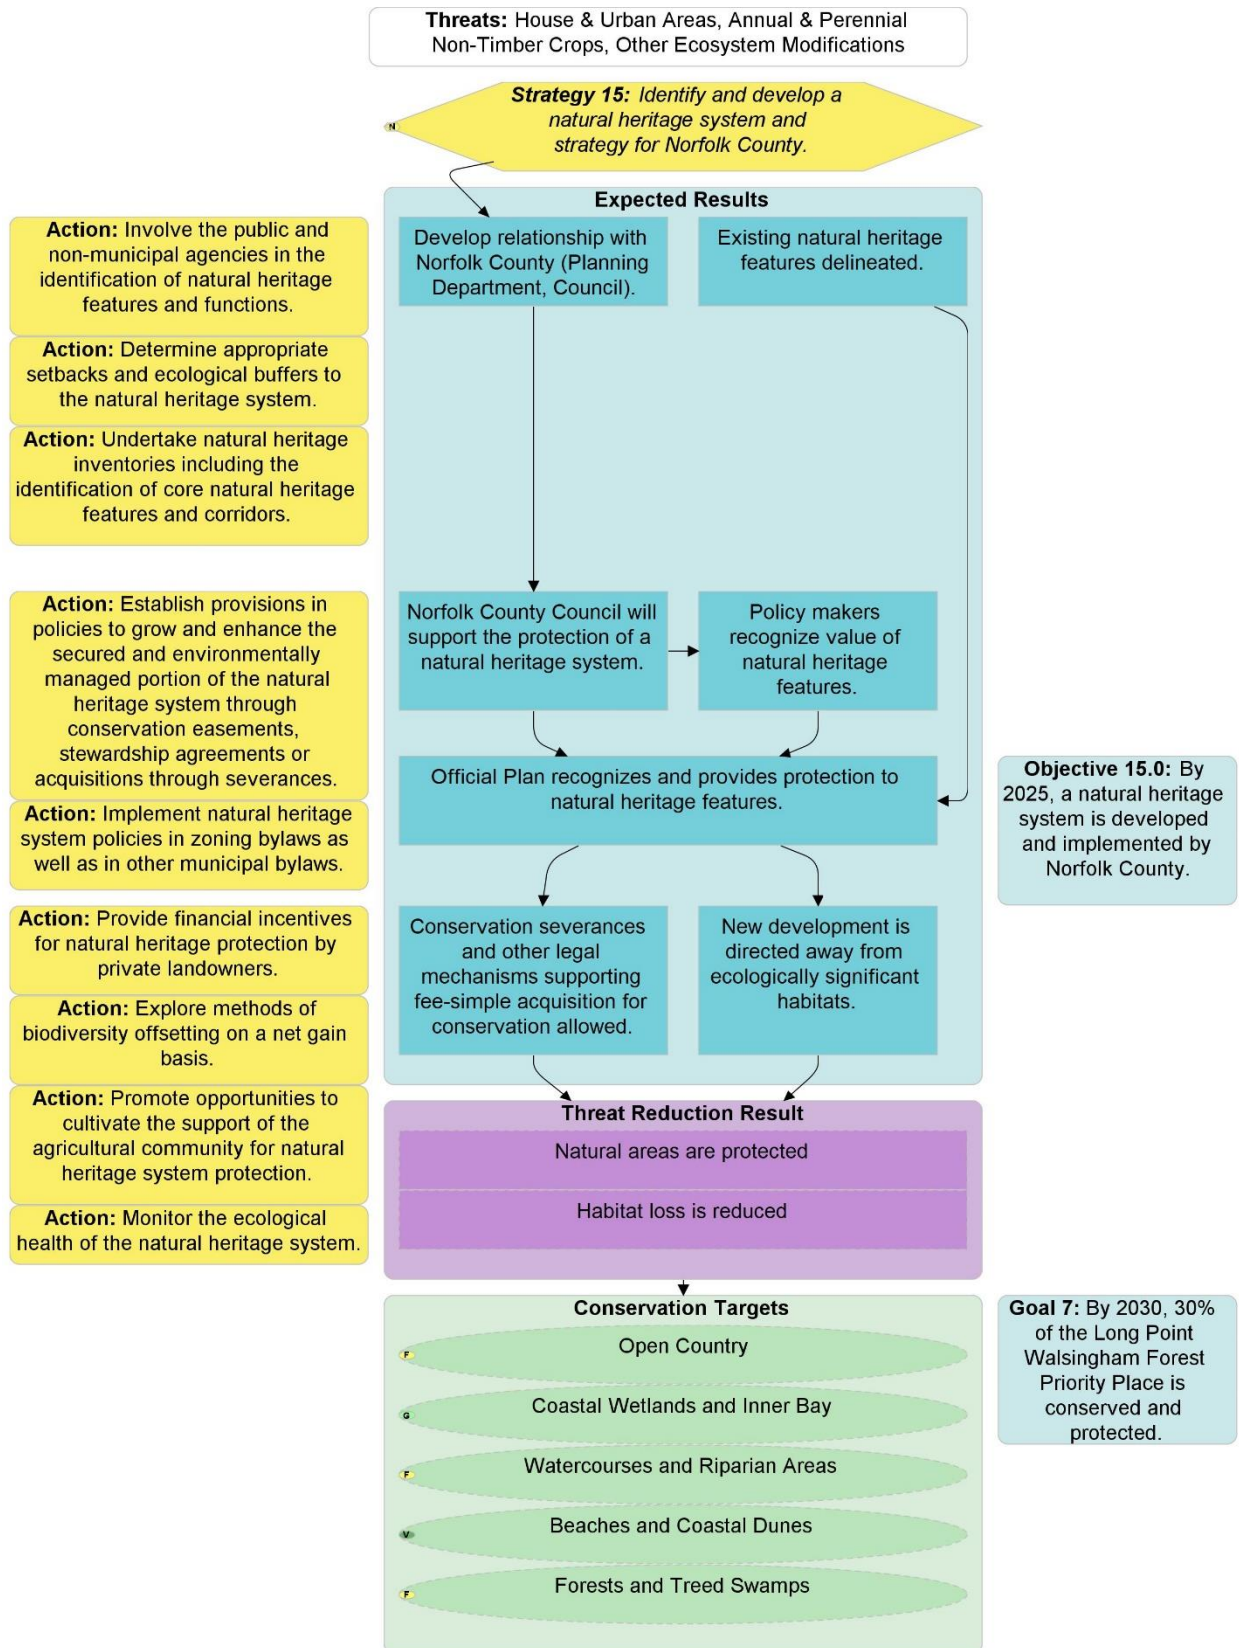 Threats: House & Urban Areas, Annual & Perennial
Non-Timber Crops, Other Ecosystem Modifications
Strategy 15: Identify and develop a
natural heritage system and
strategy for Norfolk County.
N
Expected Results
Action: Involve the public and
non-municipal agencies in the
identification of natural heritage
features and functions.
Develop relationship with
Norfolk County (Planning
Department, Council).
Existing natural heritage
features delineated.
Action: Determine appropriate
setbacks and ecological buffers to
the natural heritage system.
Action: Undertake natural heritage
inventories including the
identification of core natural heritage
features and corridors.
Action: Establish provisions in
policies to grow and enhance the
secured and environmentally
managed portion of the natural
heritage system through
conservation easements,
stewardship agreements or
acquisitions through severances.
Norfolk County Council will
support the protection of a
natural heritage system.
Policy makers
recognize value of
natural heritage
features.
Official Plan recognizes and provides protection to
natural heritage features.
Objective 15.0: By
2025, a natural heritage
system is developed
and implemented by
Norfolk County.
Action: Implement natural heritage
system policies in zoning bylaws as
well as in other municipal bylaws.
Action: Provide financial incentives
for natural heritage protection by
private landowners.
Conservation severances
and other legal
mechanisms supporting
fee-simple acquisition for
conservation allowed.
New development is
directed away from
ecologically significant
habitats.
Action: Explore methods of
biodiversity offsetting on a net gain
basis.
Action: Promote opportunities to
cultivate the support of the
agricultural community for natural
heritage system protection.
Threat Reduction Result
Natural areas are protected
Habitat loss is reduced
Action: Monitor the ecological
health of the natural heritage system.
Conservation Targets
Goal 7: By 2030, 30%
of the Long Point
Walsingham Forest
Priority Place is
conserved and
protected.
Open Country
F
Coastal Wetlands and Inner Bay
G
Watercourses and Riparian Areas
F
Beaches and Coastal Dunes
V
Forests and Treed Swamps
F